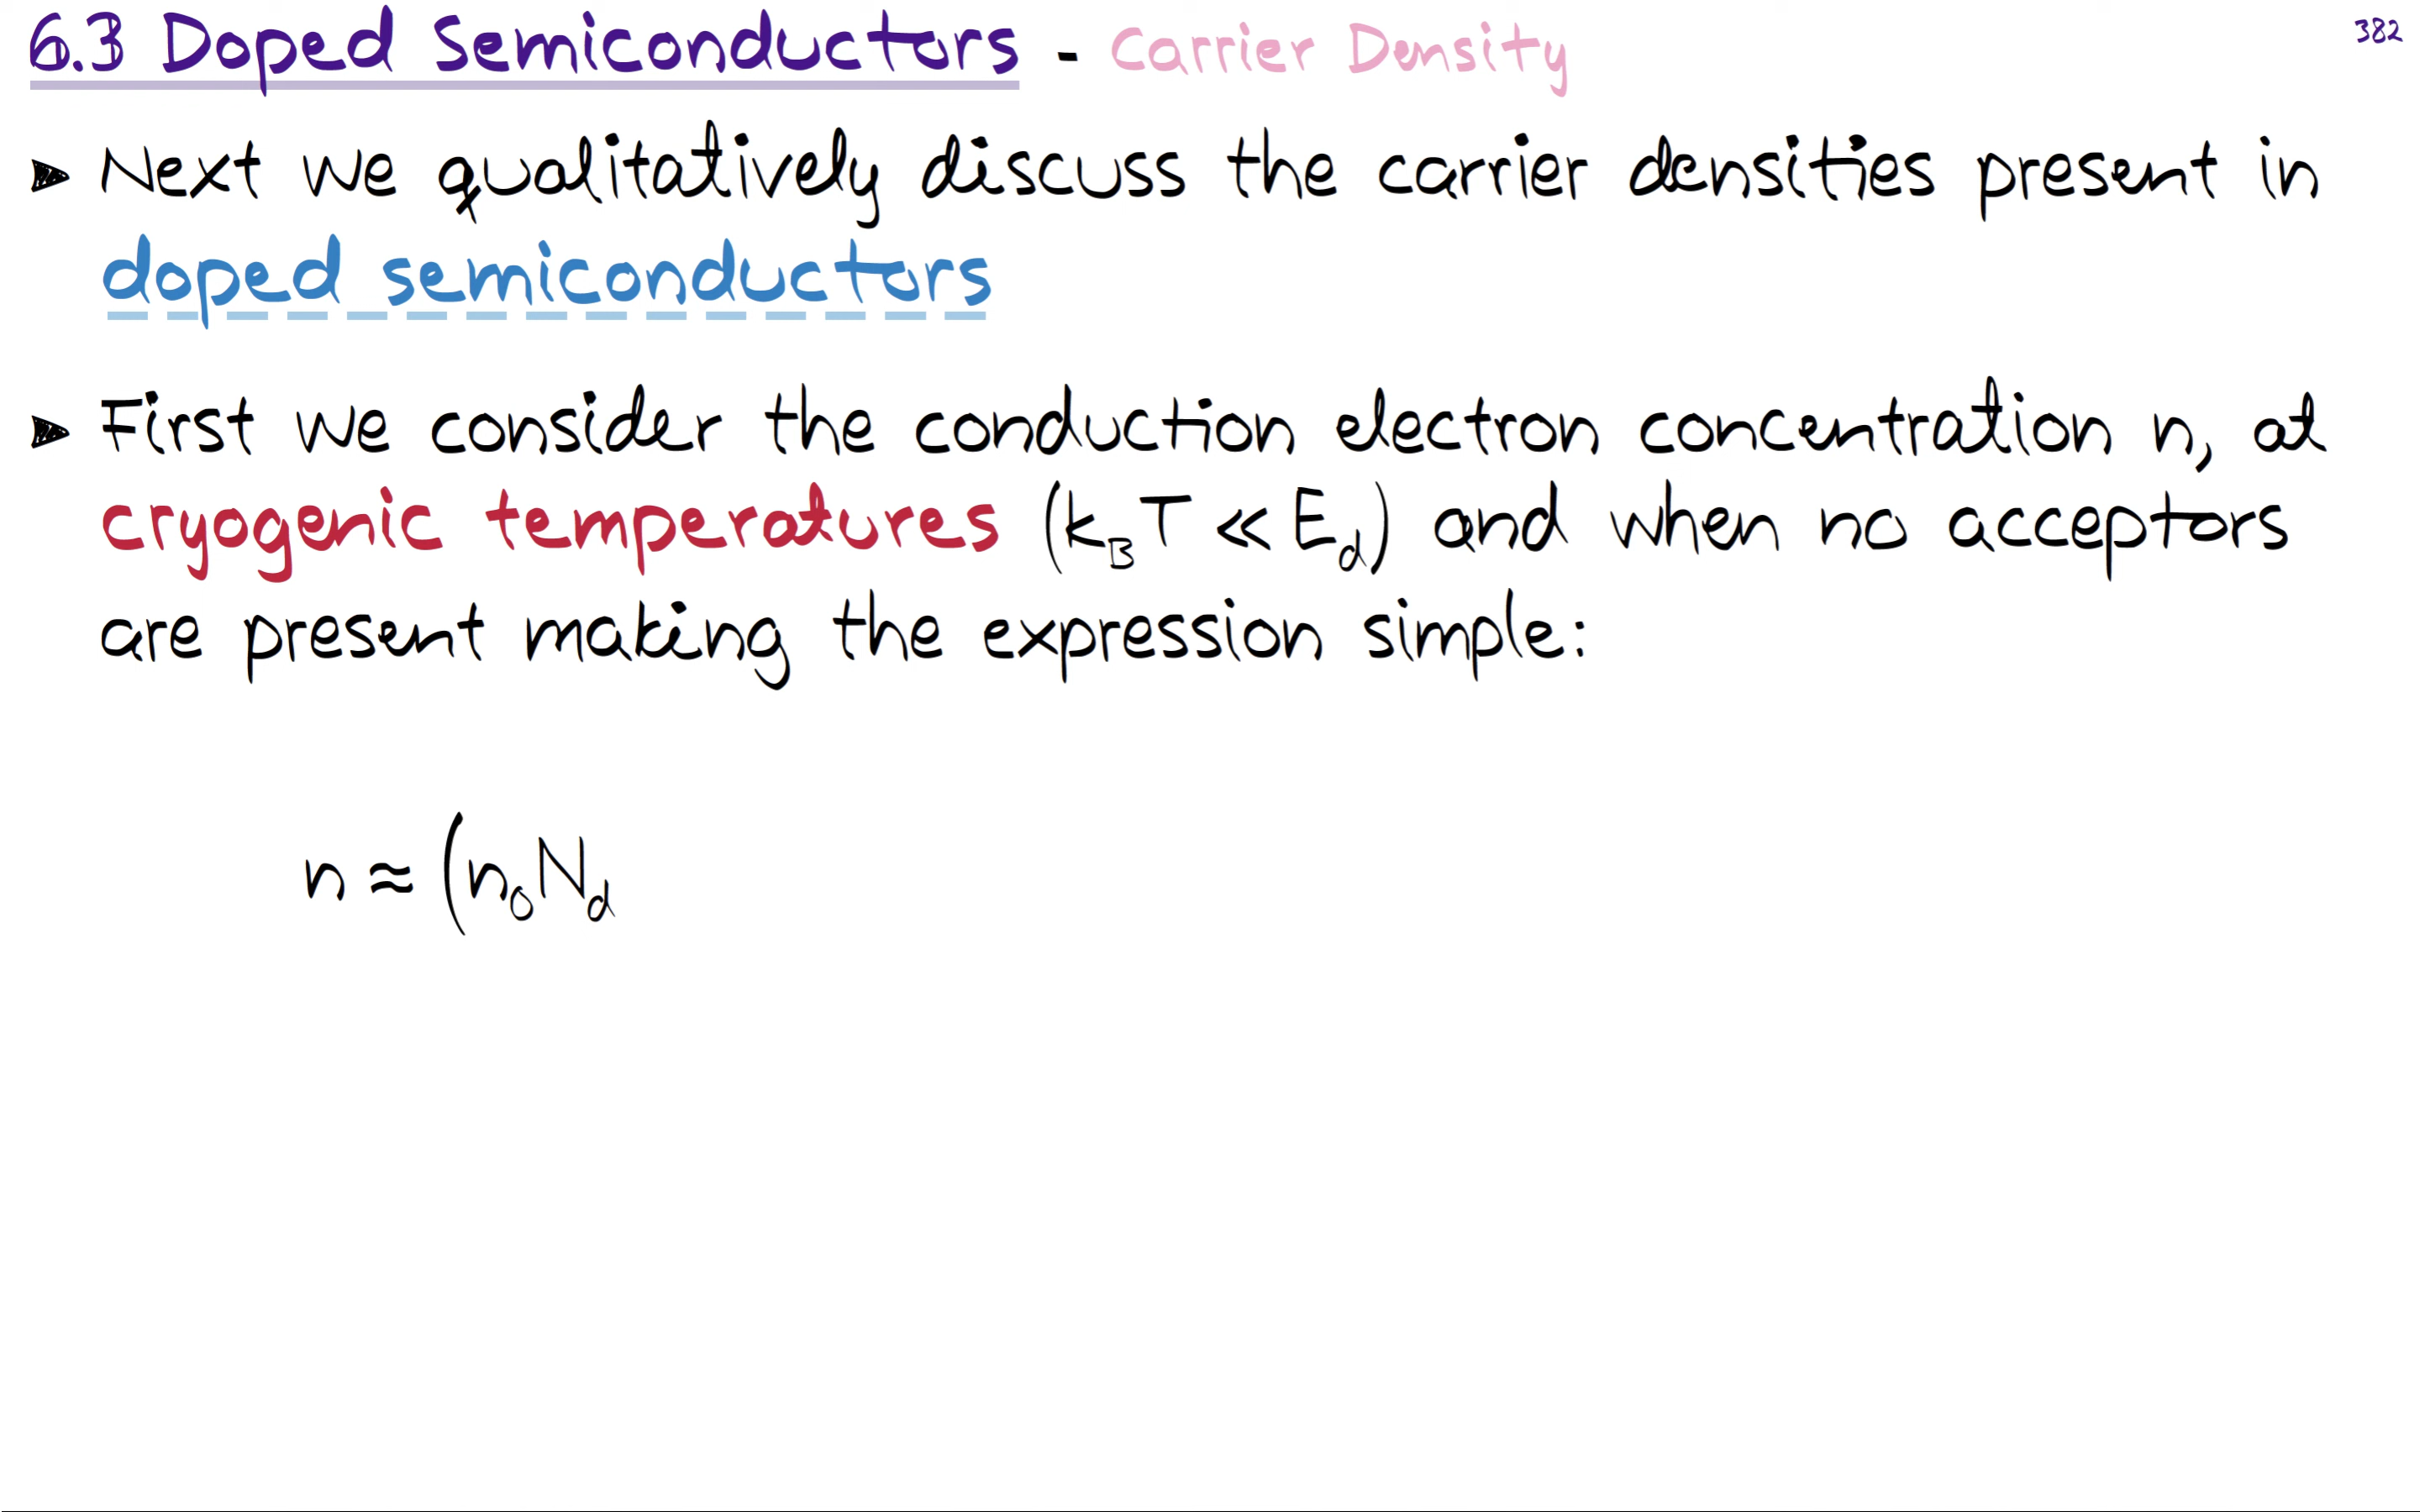 6.3 Doped Semiconductors - Carrier Density
382
▶ Next we qualitatively discuss the carrier densities present in
doped semiconductors
▶ First we consider the conduction electron concentration n, at
cryogenic temperatures (k_B T ≪ E_d) and when no acceptors
are present making the expression simple:
n ≈ (n₀N_d